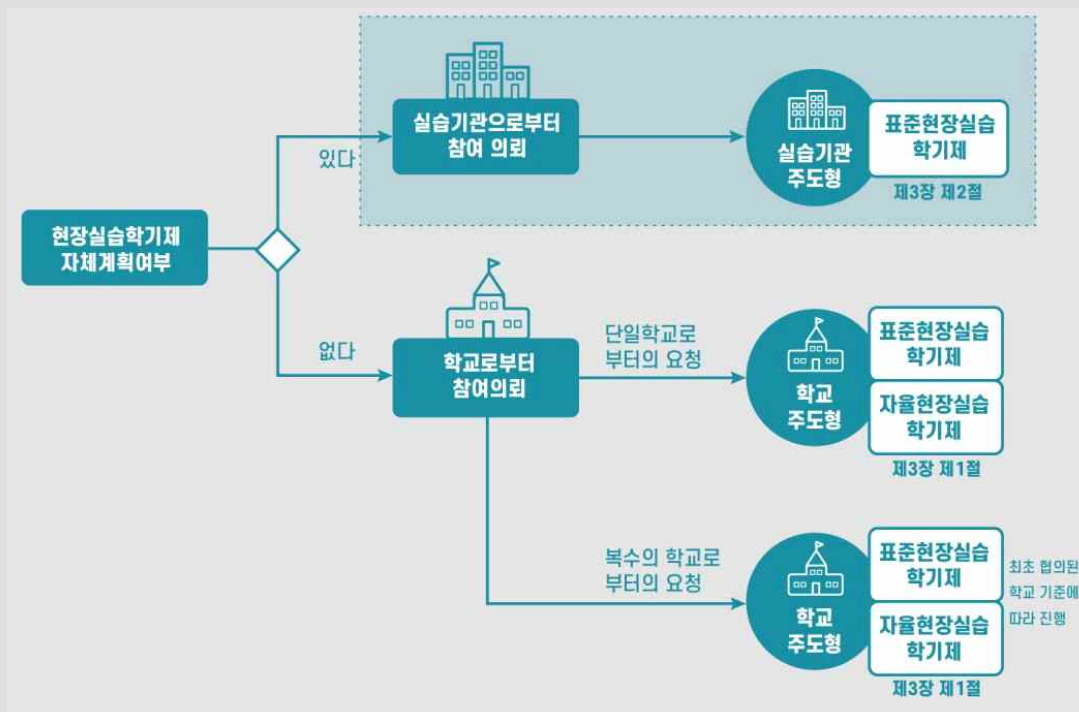 실습기관으로부터
참여 의뢰
실습기관
주도형
표준현장실습
학기제
제3장 제2절
있다
현장실습학기제
자체계획여부
없다
학교로부터
참여의뢰
단일학교로
부터의 요청
학교
주도형
표준현장실습
학기제
자율현장실습
학기제
제3장 제1절
복수의 학교로
부터의 요청
학교
주도형
표준현장실습
학기제
자율현장실습
학기제
제3장 제1절
최초 협의된
학교 기준에
따라 진행